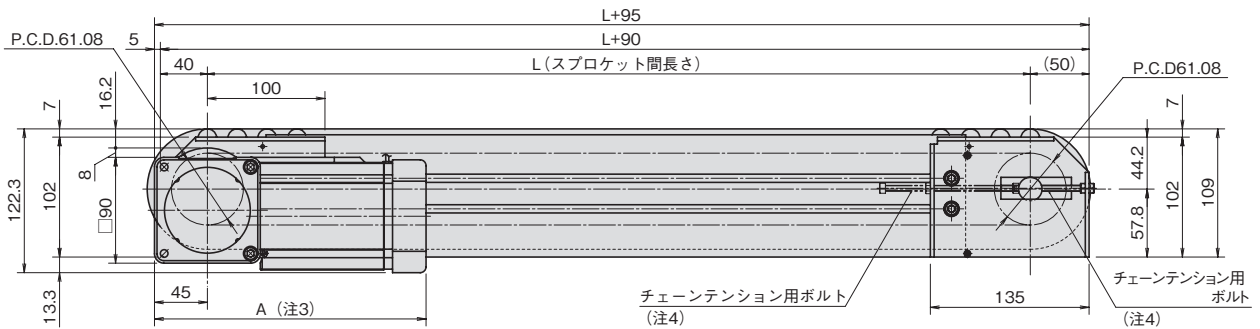 L+95
P.C.D.61.08
5
L+90
40
L(スプロケット間長さ)
(50)
P.C.D61.08
16.2
7
100
7
8
122.3
102
□90
44.2
57.8
102
109
13.3
45
A (注3)
チェーンテンション用ボルト
(注4)
135
チェーンテンション用
ボルト
(注4)